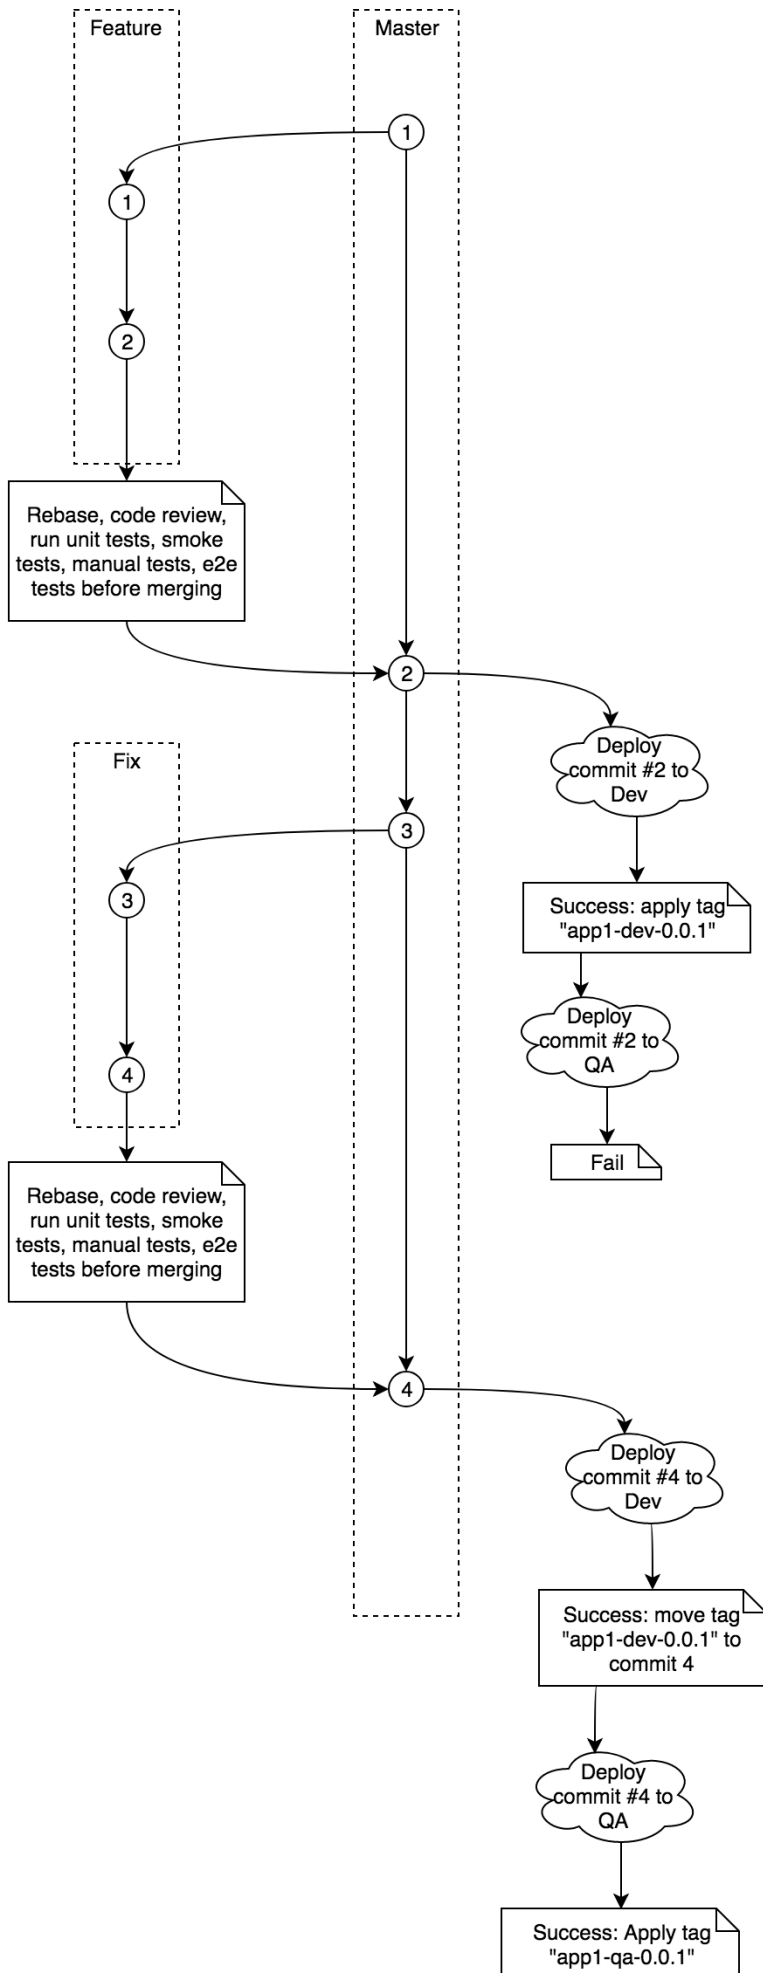 Feature
Master
1
1
2
Rebase, code review,
run unit tests, smoke
tests, manual tests, e2e
tests before merging
2
Deploy
commit #2 to
Dev
Fix
3
3
Success: apply tag
"app1-dev-0.0.1"
Deploy
commit #2 to
QA
4
Fail
Rebase, code review,
run unit tests, smoke
tests, manual tests, e2e
tests before merging
4
Deploy
commit #4 to
Dev
Success: move tag
"app1-dev-0.0.1" to
commit 4
Deploy
commit #4 to
QA
Success: Apply tag
"app1-qa-0.0.1"